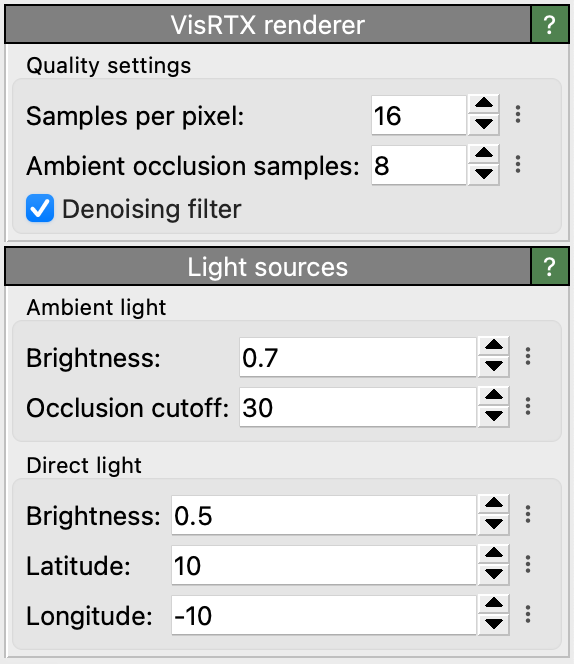 VisRTX renderer ?
Quality settings
Samples per pixel: 16
Ambient occlusion samples: 8
Denoising filter
Light sources ?
Ambient light
Brightness: 0.7
Occlusion cutoff: 30
Direct light
Brightness: 0.5
Latitude: 10
Longitude: -10